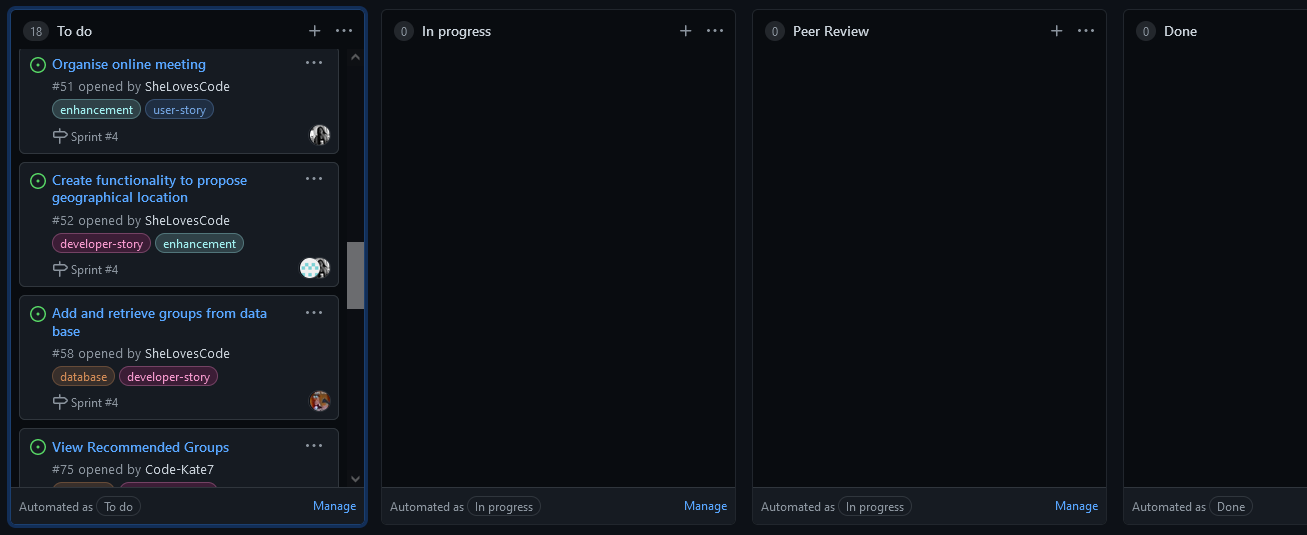 18 To do
Organise online meeting
#51 opened by SheLovesCode
enhancement user-story
Sprint #4
Create functionality to propose
geographical location
#52 opened by SheLovesCode
developer-story enhancement
Sprint #4
Add and retrieve groups from data
base
#58 opened by SheLovesCode
database developer-story
Sprint #4
View Recommended Groups
#75 opened by Code-Kate7
Automated as To do Manage
0 In progress
Automated as In progress Manage
0 Peer Review
Automated as In progress Manage
0 Done
Automated as Done